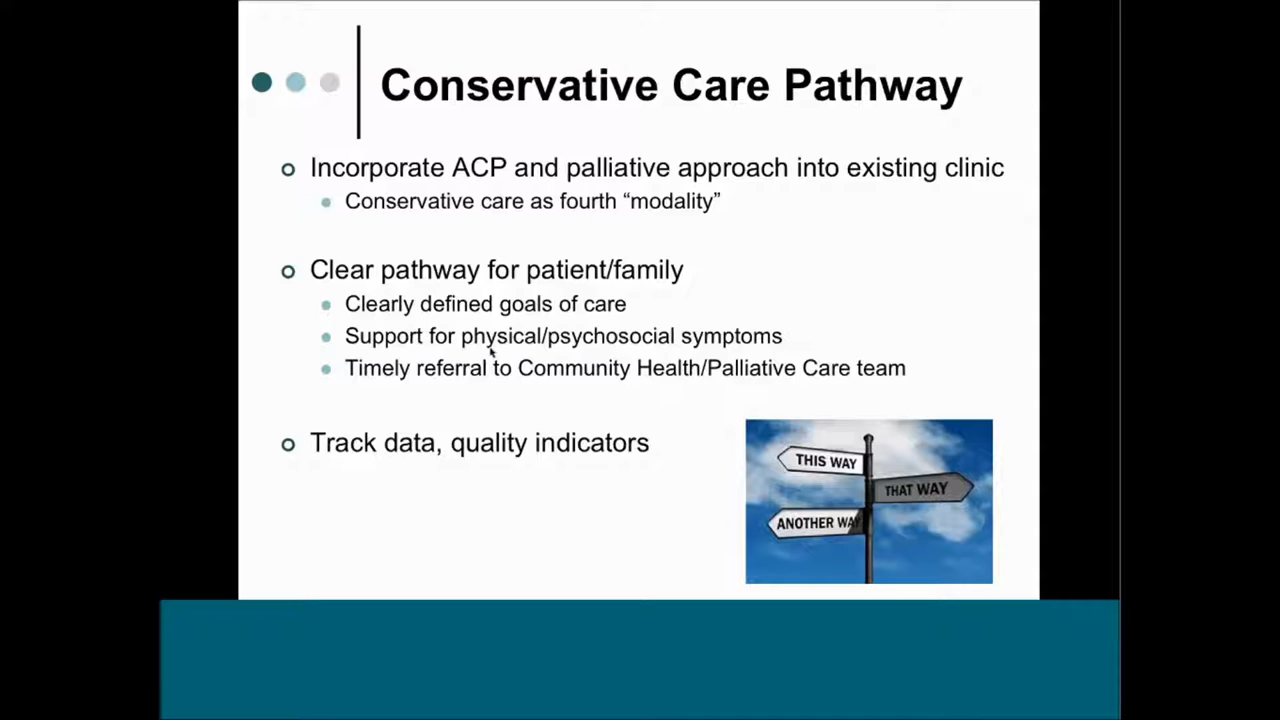 Conservative Care Pathway
Incorporate ACP and palliative approach into existing clinic
Conservative care as fourth “modality”
Clear pathway for patient/family
Clearly defined goals of care
Support for physical/psychosocial symptoms
Timely referral to Community Health/Palliative Care team
Track data, quality indicators
THIS WAY
THAT WAY
ANOTHER WAY